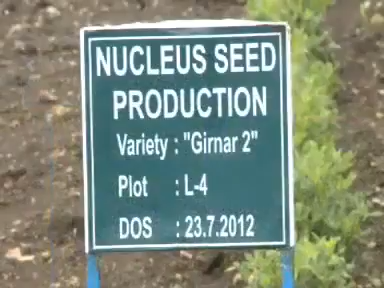 NUCLEUS SEED
PRODUCTION
Variety : "Girnar 2"
Plot : L-4
DOS : 23.7.2012